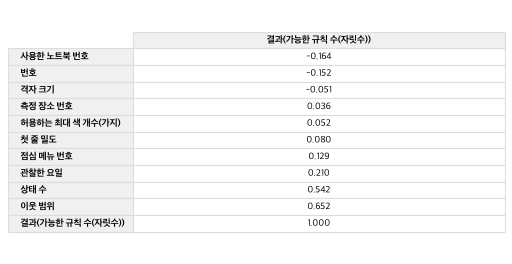 결과(가능한 규칙 수(자릿수))
사용한 노트북 번호 -0.164
번호 -0.152
격자 크기 -0.051
측정 장소 번호 0.036
허용하는 최대 색 개수(가지) 0.052
첫 줄 밀도 0.080
점심 메뉴 번호 0.129
관찰한 요일 0.210
상태 수 0.542
이웃 범위 0.652
결과(가능한 규칙 수(자릿수)) 1.000